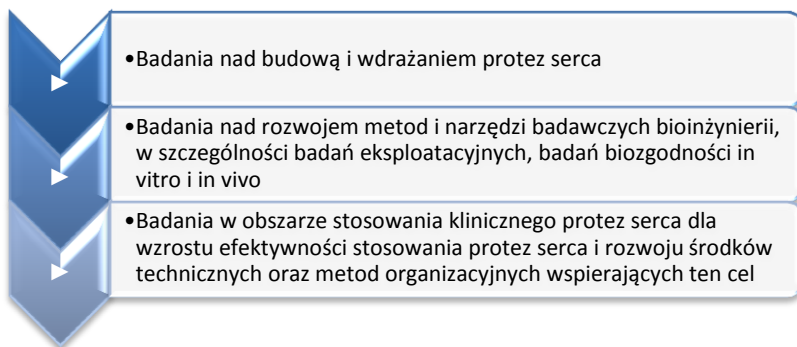 •Badania nad budową i wdrażaniem protez serca
•Badania nad rozwojem metod i narzędzi badawczych bioinżynierii,
w szczególności badań eksploatacyjnych, badań biozgodności in
vitro i in vivo
•Badania w obszarze stosowania klinicznego protez serca dla
wzrostu efektywności stosowania protez serca i rozwoju środków
technicznych oraz metod organizacyjnych wspierających ten cel